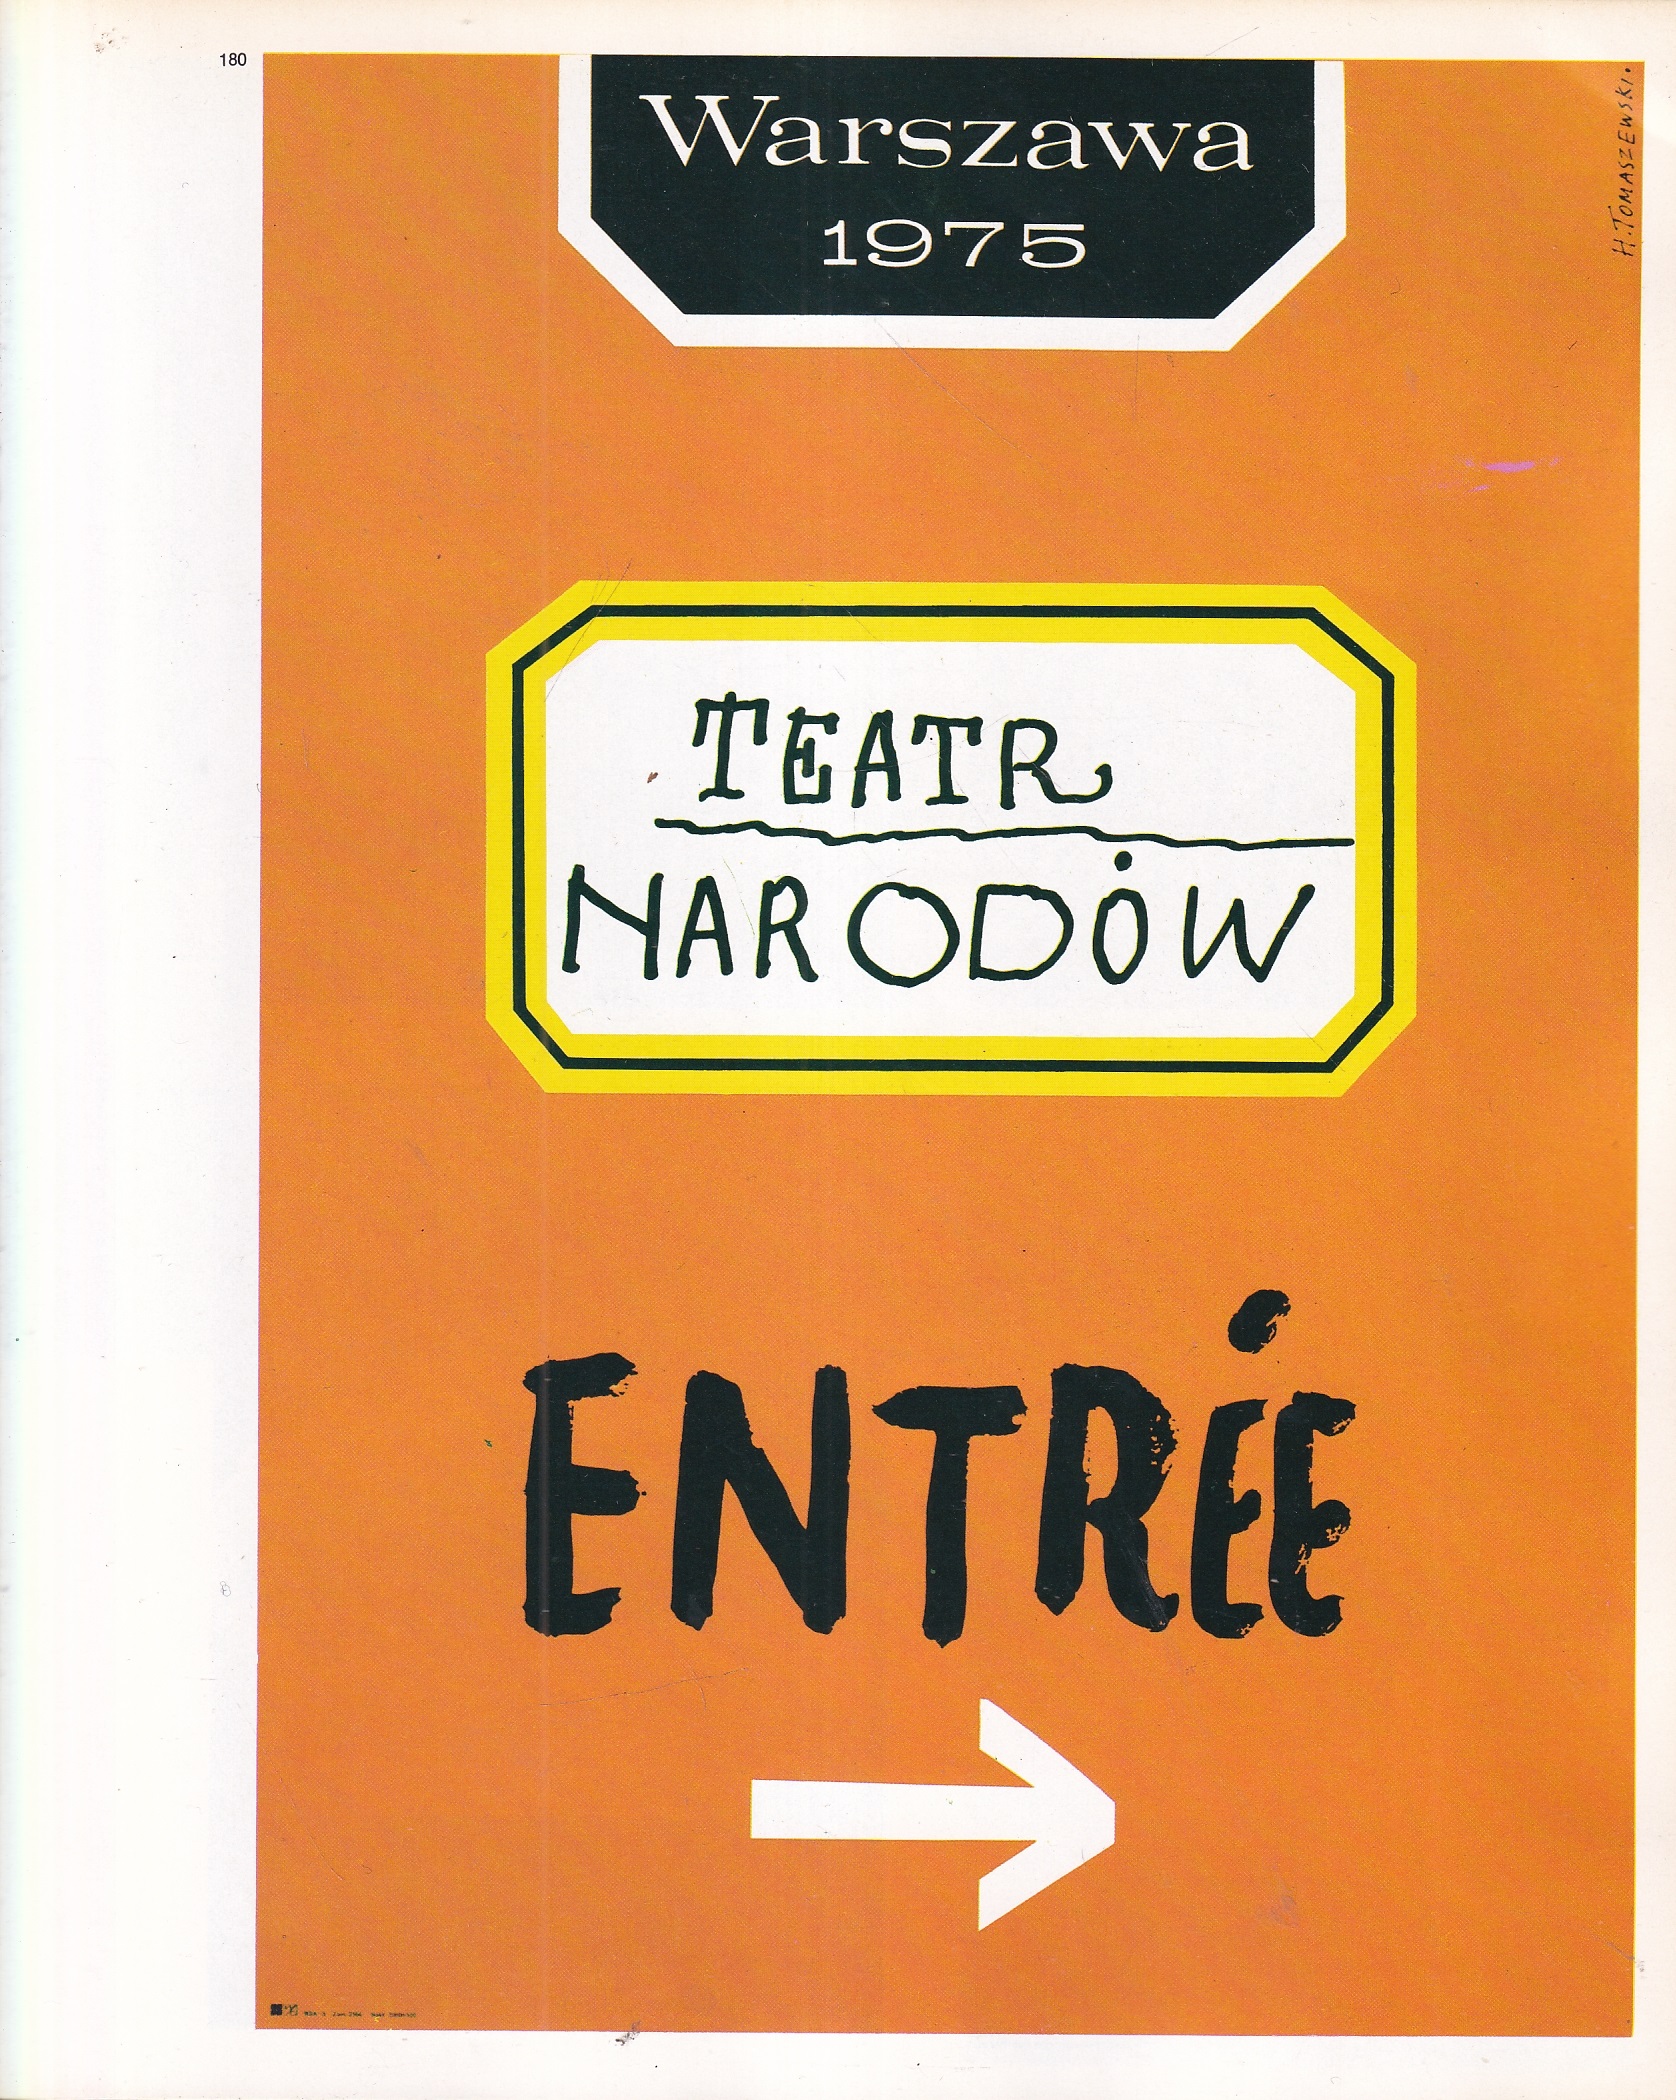 180
Warszawa
1975
H. TOMASZEWSKI.
TEATR
NARODÓW
ENTRÉE